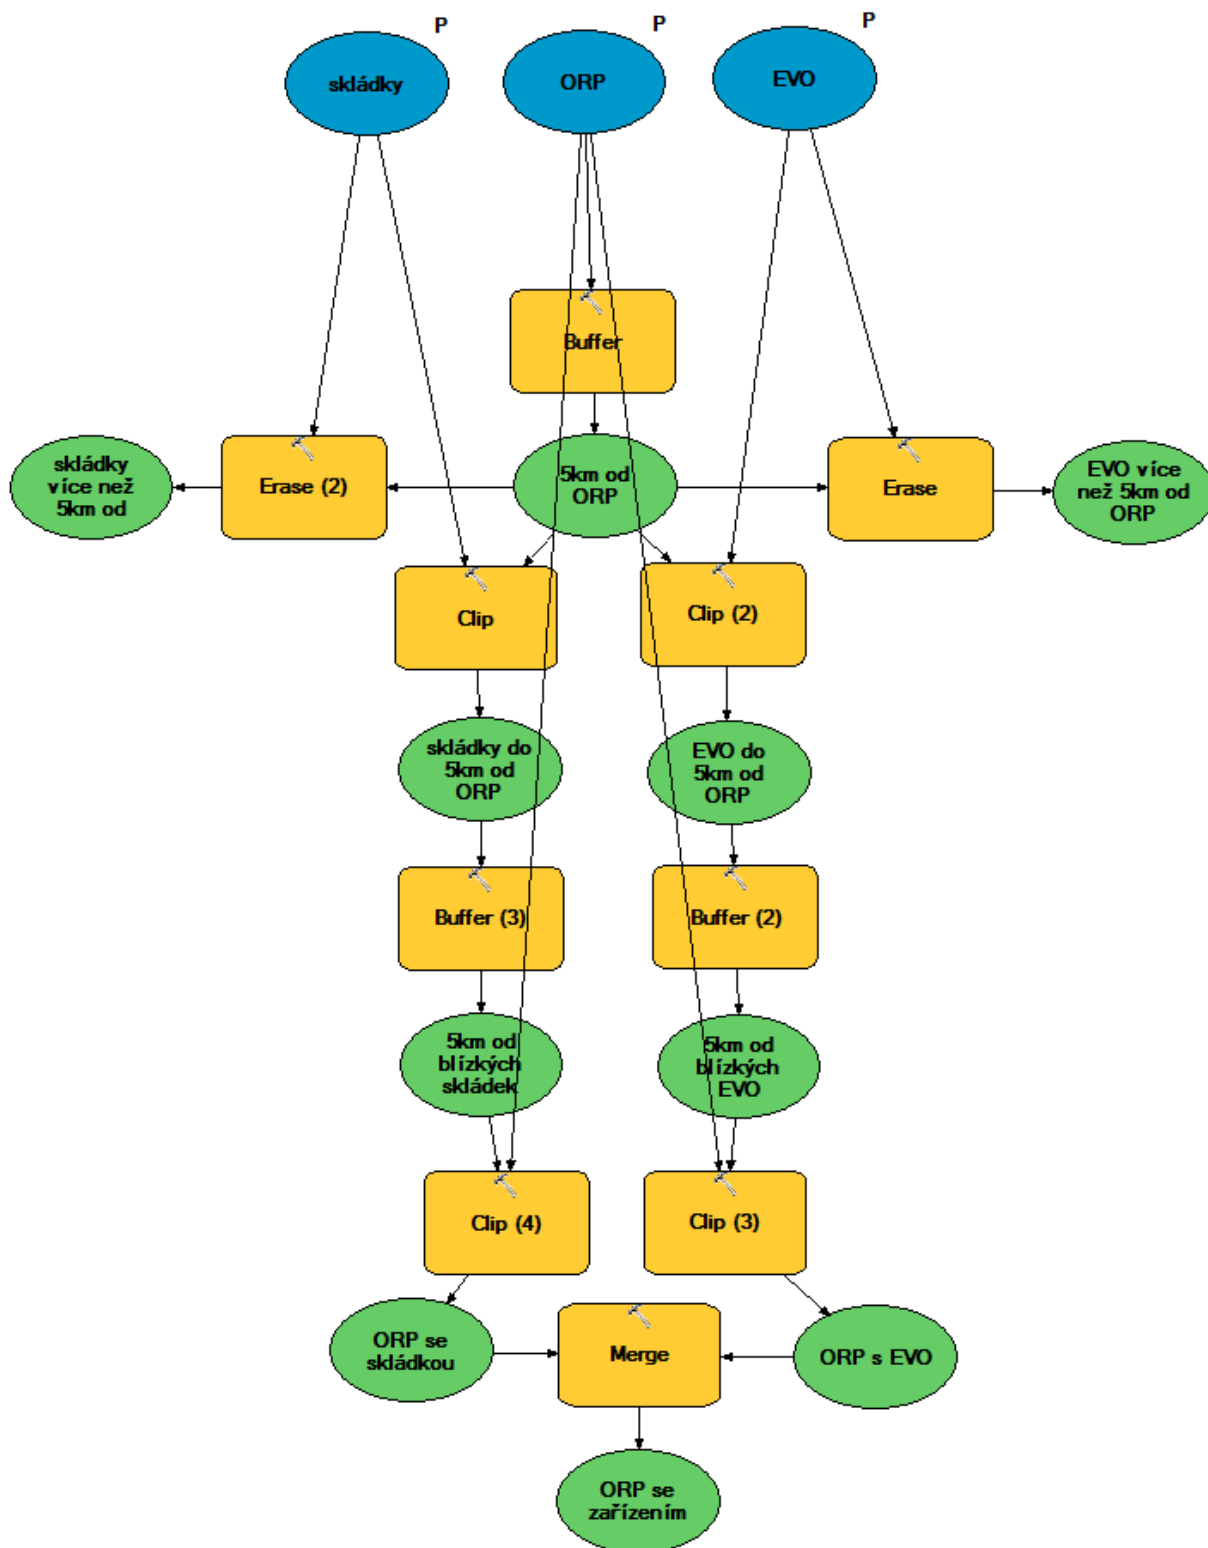 P
P
P
skládky
ORP
EVO
Buffer
skládky
více než
5km od
Erase (2)
5km od
ORP
Erase
EVO více
než 5km od
ORP
Clip
Clip (2)
skládky do
5km od
ORP
EVO do
5km od
ORP
Buffer (3)
Buffer (2)
5km od
blízkých
skládek
5km od
blízkých
EVO
Clip (4)
Clip (3)
ORP se
skládkou
Merge
ORP s EVO
ORP se
zařízením